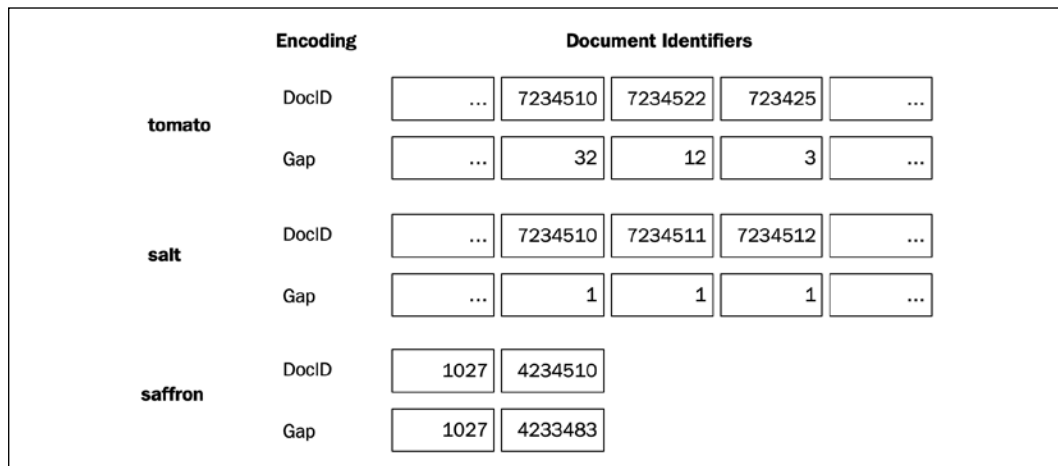 Encoding Document Identifiers
DocID ... 7234510 7234522 723425 ...
tomato
Gap ... 32 12 3 ...
DocID ... 7234510 7234511 7234512 ...
salt
Gap ... 1 1 1 ...
DocID 1027 4234510
saffron
Gap 1027 4233483